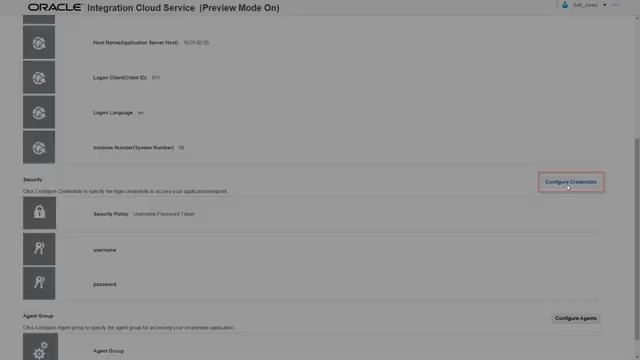 ORACLE Integration Cloud Service (Preview Mode On)
Bob_Jones
Host Name(Application Server Host) 10.01.02.03
Logon Client(Client ID) 011
Logon Language en
Instance Number(System Number) 00
Security
Configure Credentials
Click Configure Credentials to specify the login credentials to access your application/endpoint.
Security Policy Username Password Token
username
password
Agent Group
Configure Agents
Click Configure Agent group to specify the agent group for accessing your on-premise application.
Agent Group